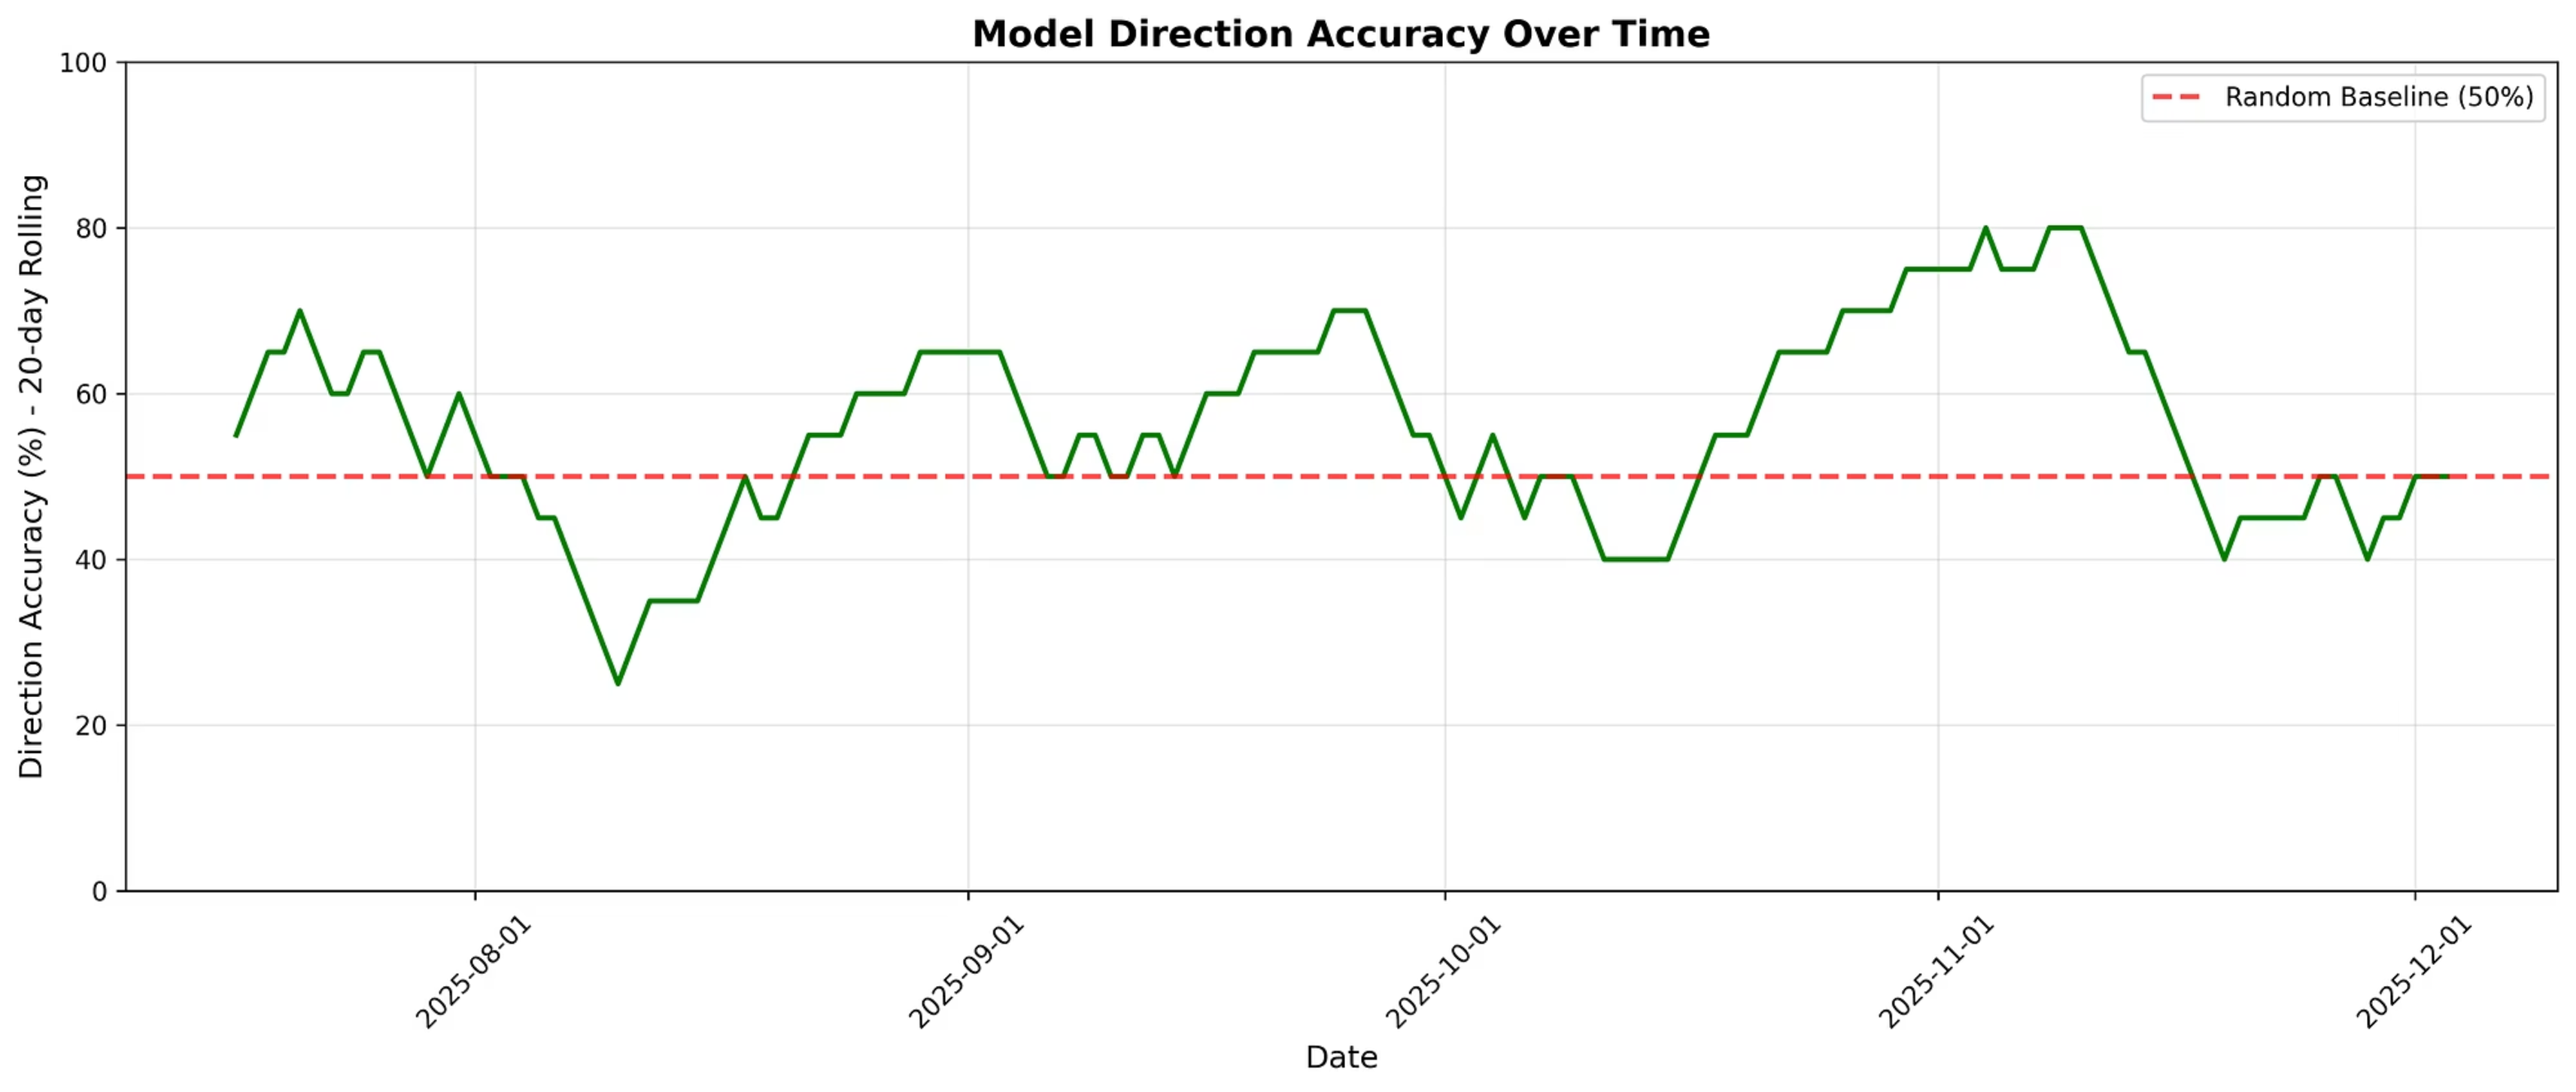 Model Direction Accuracy Over Time
Random Baseline (50%)
Direction Accuracy (%) - 20-day Rolling
100
80
60
40
20
0
2025-08-01
2025-09-01
2025-10-01
2025-11-01
2025-12-01
Date